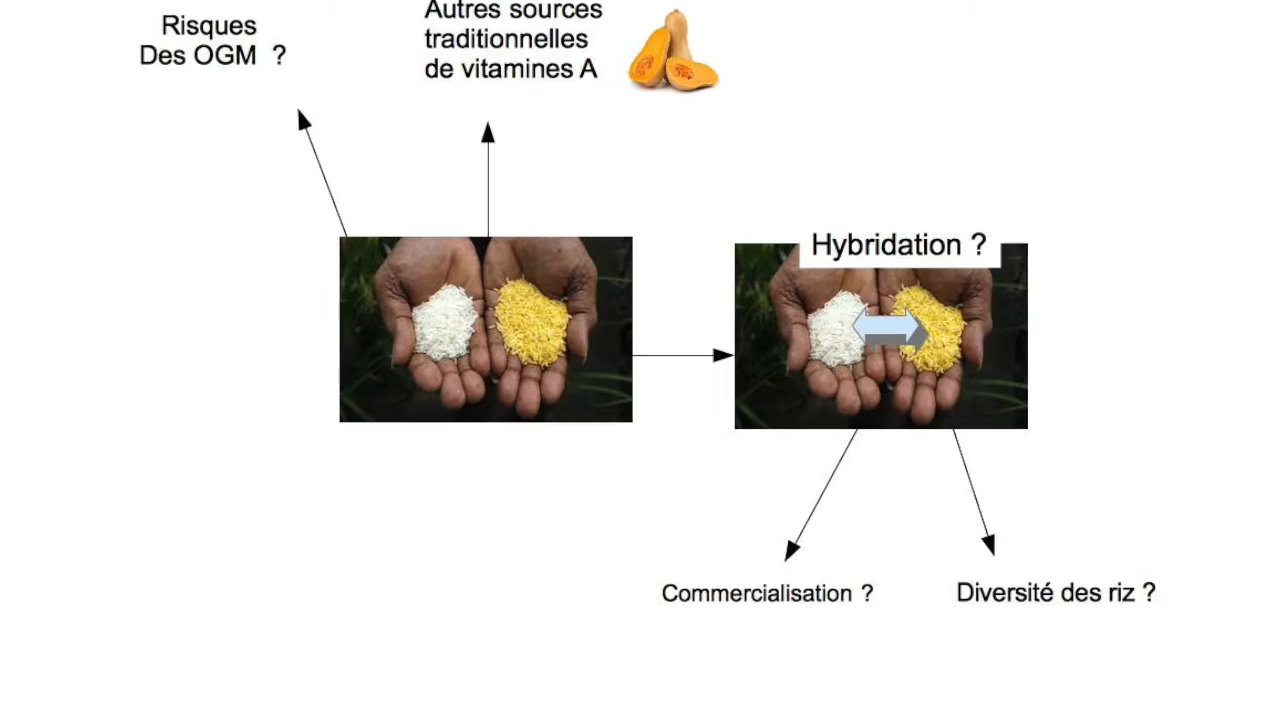 Risques
Des OGM ?
Autres sources
traditionnelles
de vitamines A
Hybridation ?
Commercialisation ?
Diversité des riz ?